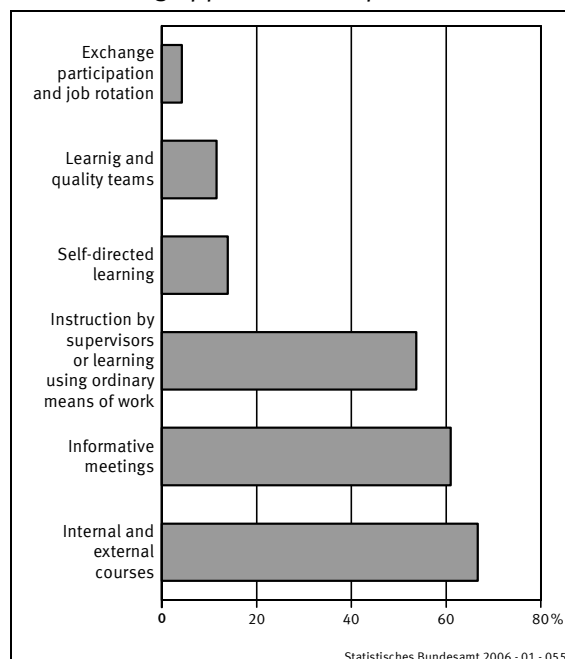 Exchange
participation
and job rotation
Learnig and
quality teams
Self-directed
learning
Instruction by
supervisors
or learning
using ordinary
means of work
Informative
meetings
Internal and
external
courses
0 20 40 60 80%
Statistisches Bundesamt 2006 - 01 - 055